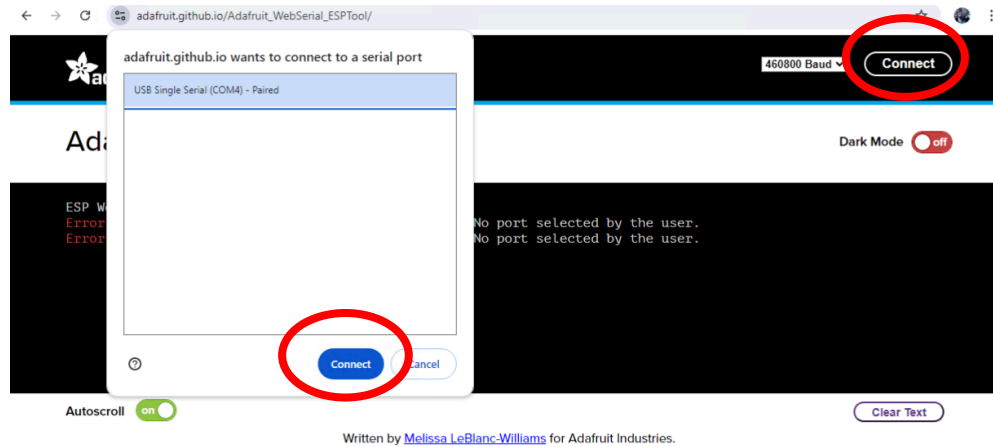 adafruit.github.io/Adafruit_WebSerial_ESPTool/
adafruit.github.io wants to connect to a serial port
USB Single Serial (COM4) - Paired
460800 Baud
Connect
Dark Mode off
ESP
Error No port selected by the user.
Error No port selected by the user.
Connect
Cancel
Autoscroll on
Clear Text
Written by Melissa LeBlanc-Williams for Adafruit Industries.